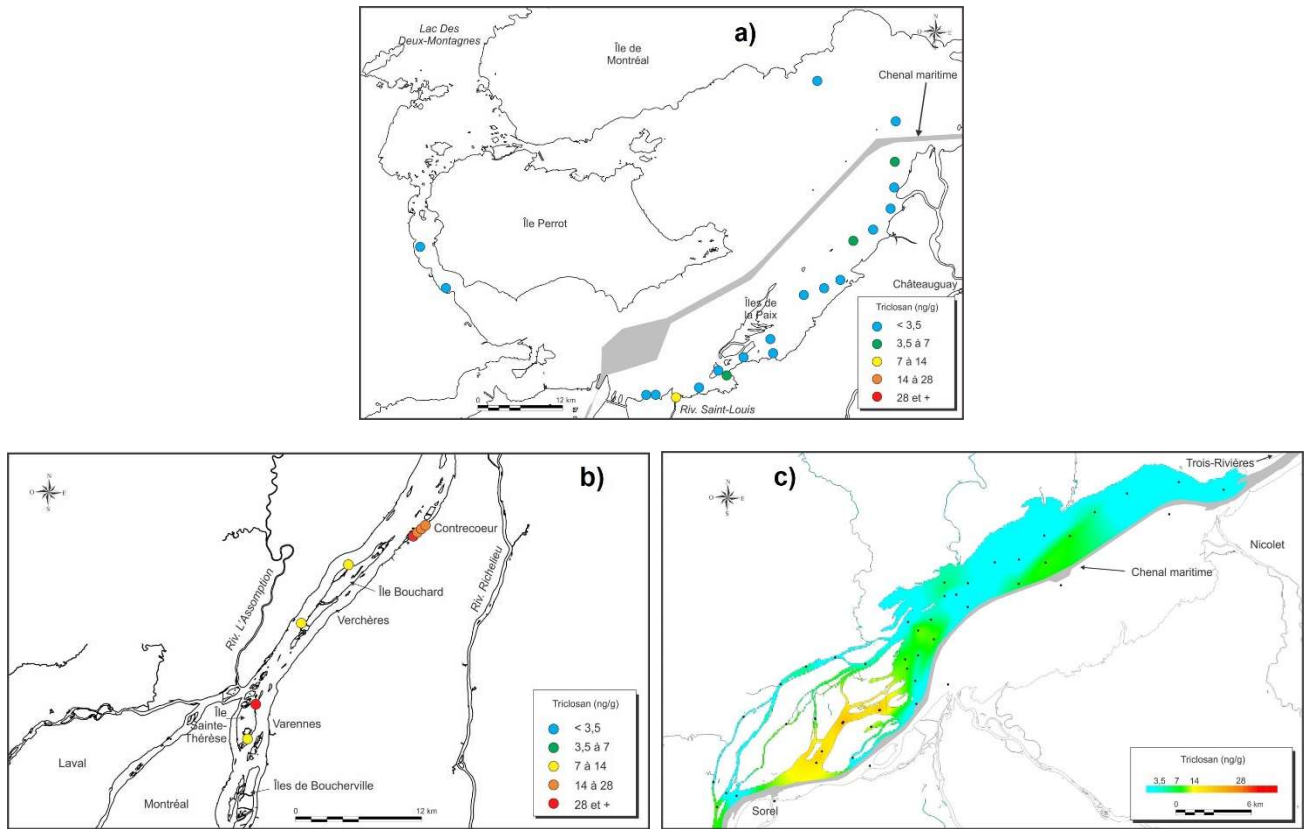 a)
N
O E
S
Lac Des
Deux-Montagnes
Île de
Montréal
Chenal maritime
Île Perrot
Îles de
la Paix
Châteauguay
Riv. Saint-Louis
0 12 km
Triclosan (ng/g)
< 3,5
3,5 à 7
7 à 14
14 à 28
28 et +
b)
N
O E
S
Contrecoeur
Île Bouchard
Verchères
Riv. L'Assomption
Riv. Richelieu
Île
Sainte-
Thérèse
Varennes
Laval
Montréal
Îles de Boucherville
0 12 km
Triclosan (ng/g)
< 3,5
3,5 à 7
7 à 14
14 à 28
28 et +
c)
N
O E
S
Trois-Rivières
Nicolet
Chenal maritime
Sorel
Triclosan (ng/g)
3,5 7 14 28
0 6 km